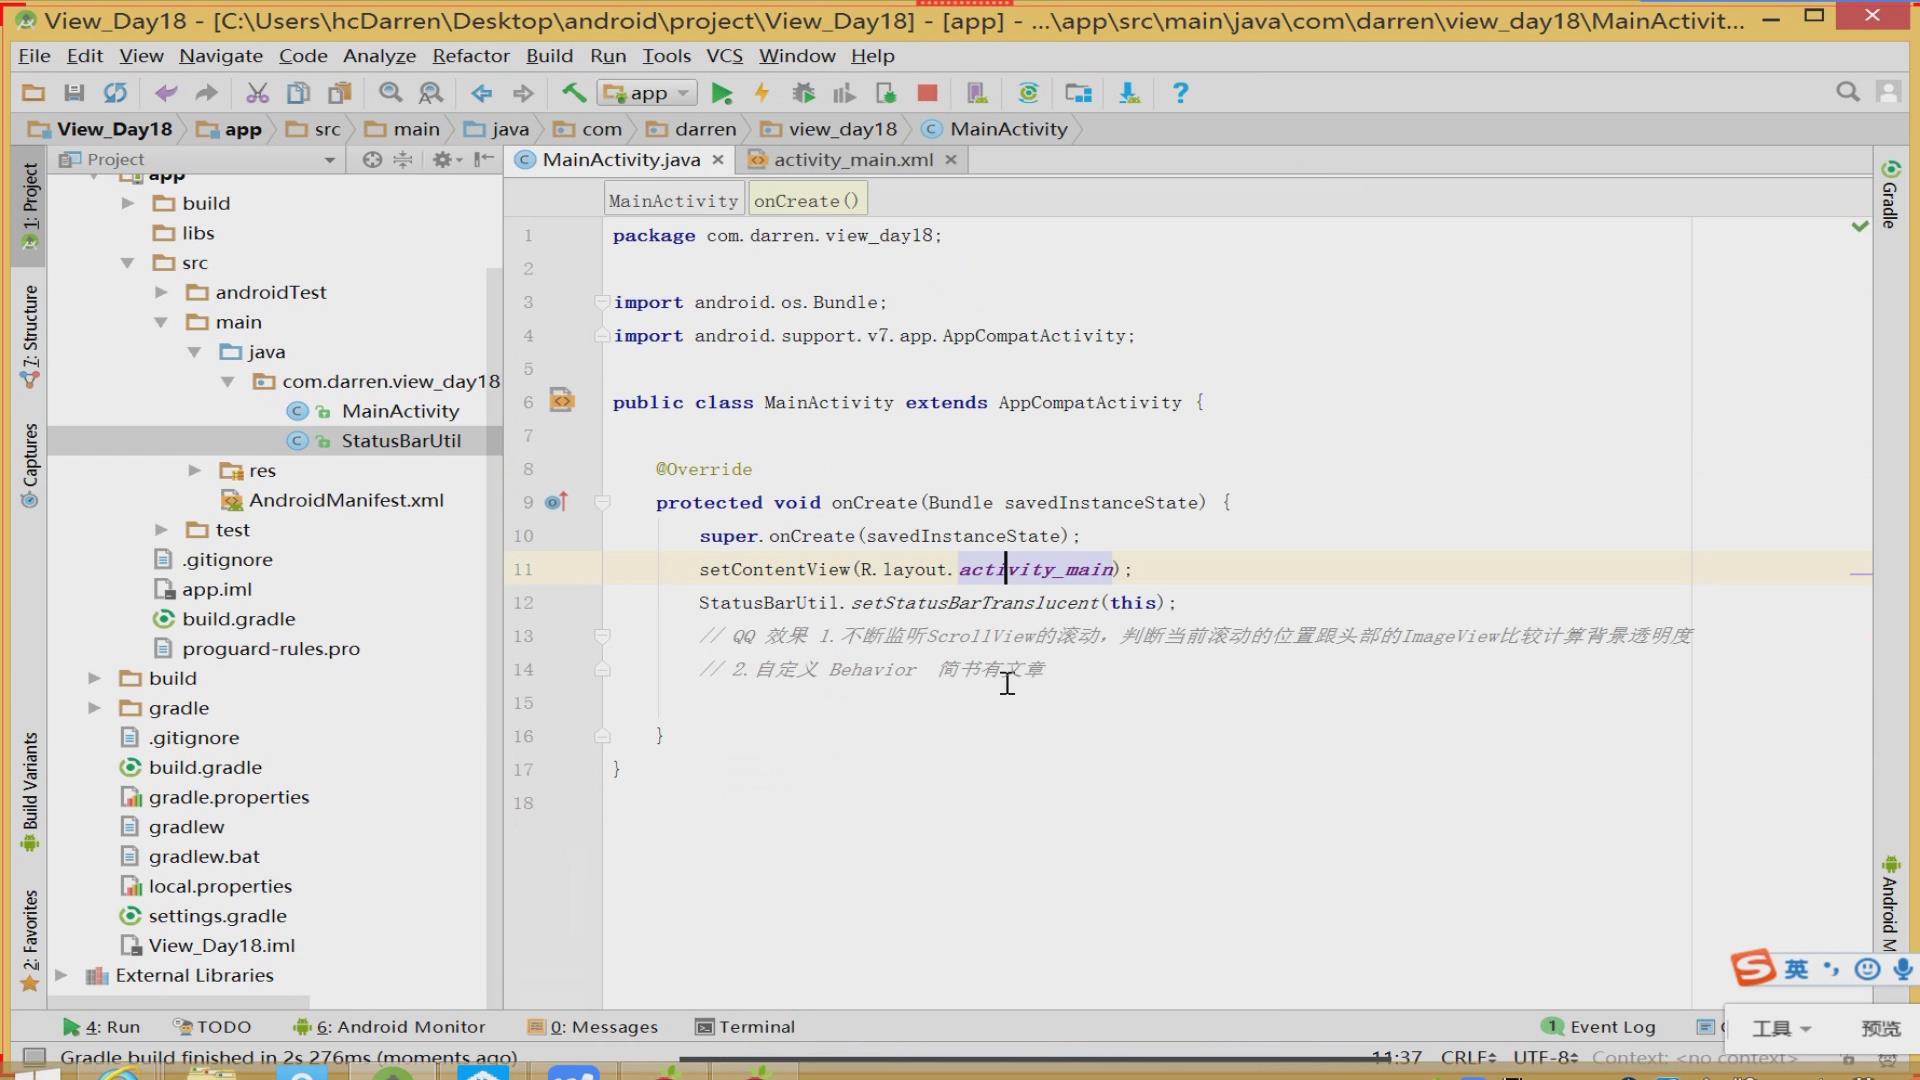 View_Day18 - [C:\Users\hcDarren\Desktop\android\project\View_Day18] - [app] - ...\app\src\main\java\com\darren\view_day18\MainActivit...
File Edit View Navigate Code Analyze Refactor Build Run Tools VCS Window Help
app
View_Day18 app src main java com darren view_day18 MainActivity
Project
MainActivity.java
activity_main.xml
MainActivity
onCreate()
1: Project
7: Structure
Captures
Build Variants
2: Favorites
app
build
libs
src
androidTest
main
java
com.darren.view_day18
MainActivity
StatusBarUtil
res
AndroidManifest.xml
test
.gitignore
app.iml
build.gradle
proguard-rules.pro
build
gradle
.gitignore
build.gradle
gradle.properties
gradlew
gradlew.bat
local.properties
settings.gradle
View_Day18.iml
External Libraries
1 package com.darren.view_day18;
2
3 import android.os.Bundle;
4 import android.support.v7.app.AppCompatActivity;
5
6 public class MainActivity extends AppCompatActivity {
7
8 @Override
9 protected void onCreate(Bundle savedInstanceState) {
10 super.onCreate(savedInstanceState);
11 setContentView(R.layout.activity_main);
12 StatusBarUtil.setStatusBarTranslucent(this);
13 // QQ 效果 1.不断监听ScrollView的滚动，判断当前滚动的位置跟头部的ImageView比较计算背景透明度
14 // 2.自定义 Behavior 简书有文章
15
16 }
17 }
18
Gradle
Android M
英
工具 预览
4: Run TODO 6: Android Monitor 0: Messages Terminal
1 Event Log
Gradle build finished in 2s 276ms (moments ago)
11:37 CRLF UTF-8 Context: <no context>